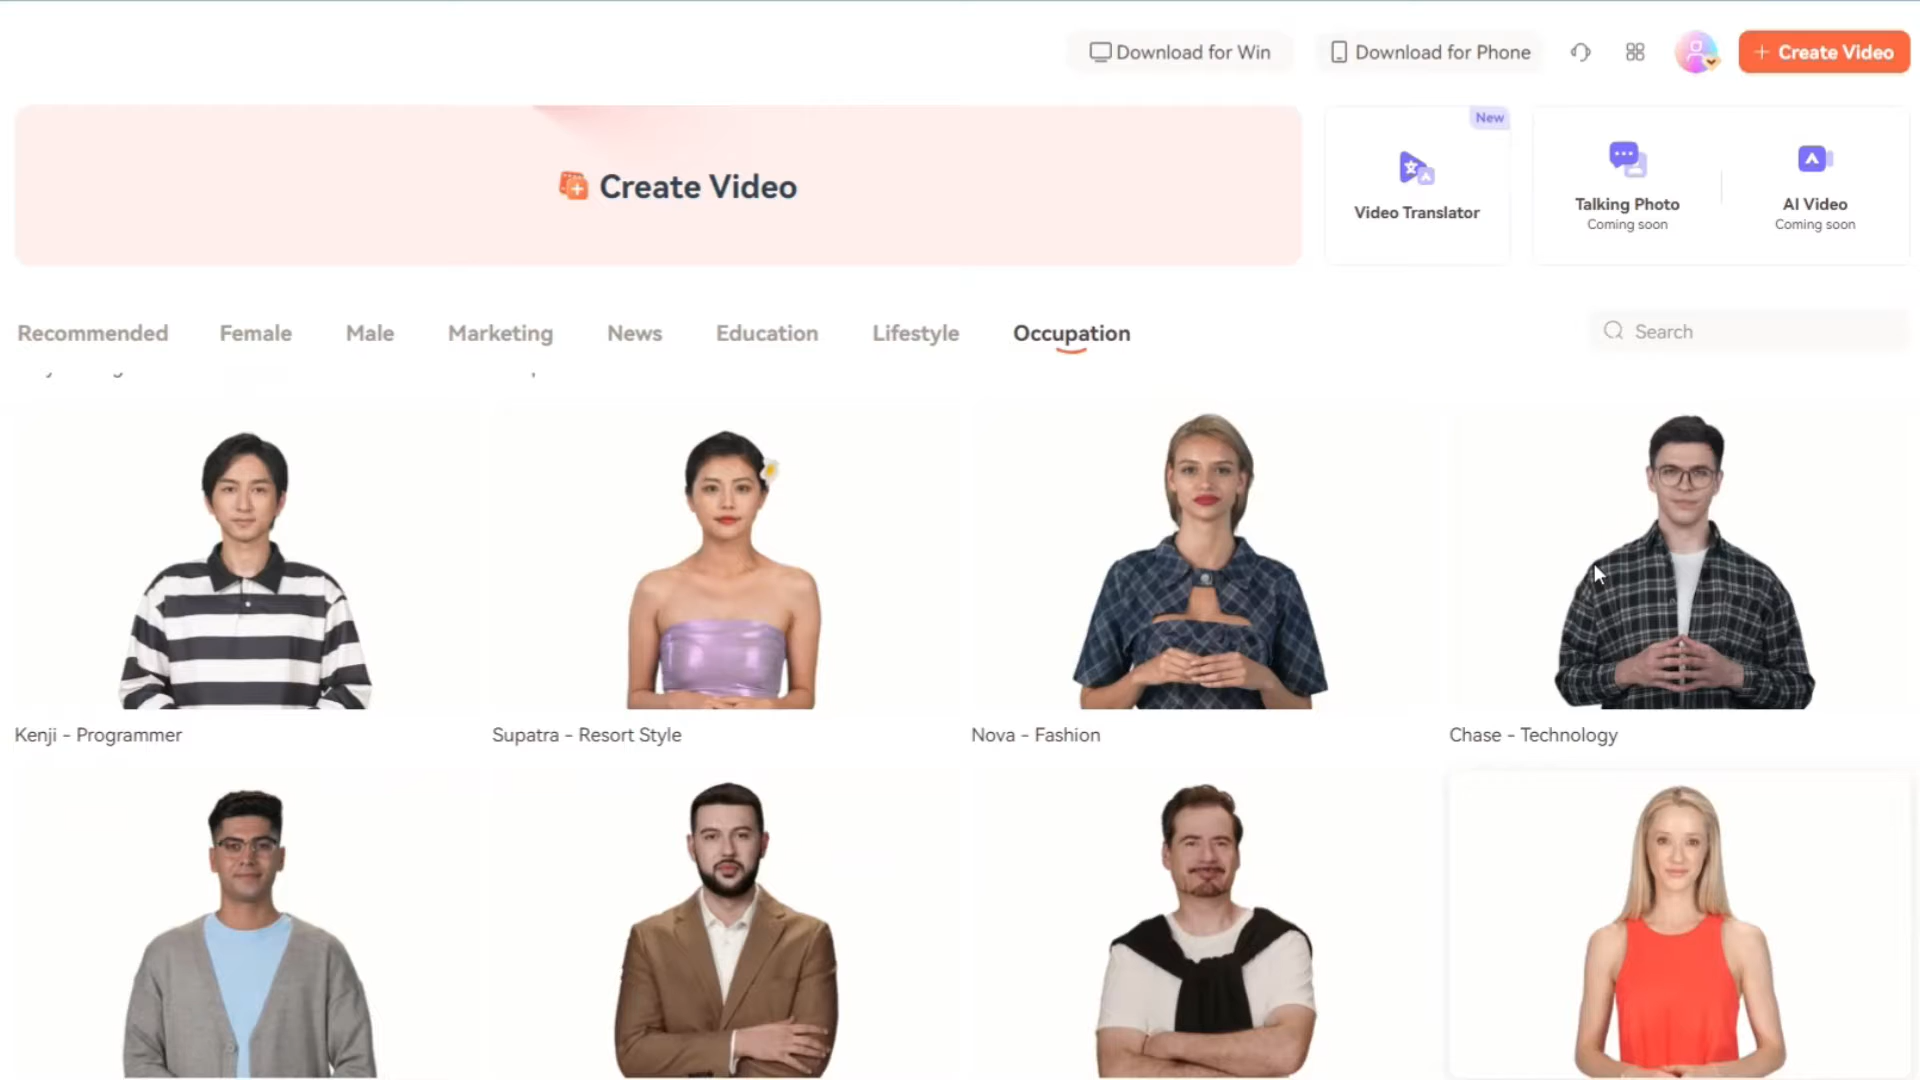 Download for Win
Download for Phone
+ Create Video
Create Video
New
Video Translator
Talking Photo
Coming soon
AI Video
Coming soon
Recommended
Female
Male
Marketing
News
Education
Lifestyle
Occupation
Search
Kenji - Programmer
Supatra - Resort Style
Nova - Fashion
Chase - Technology